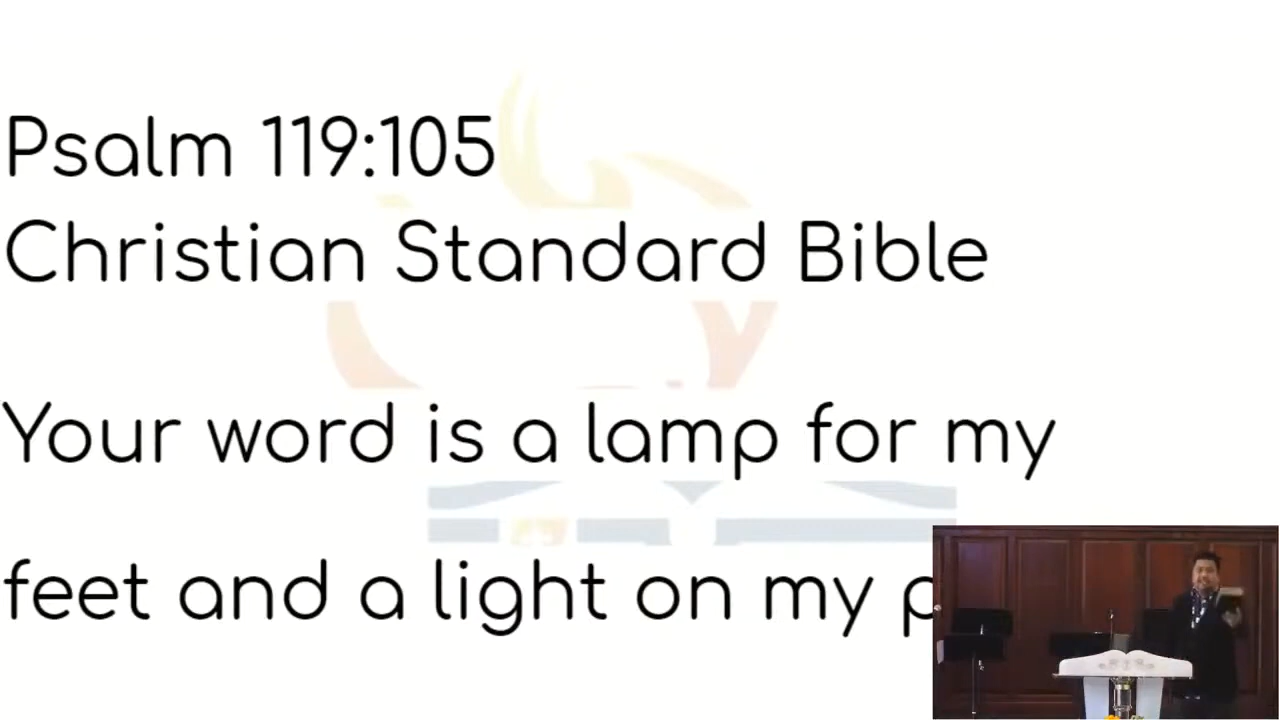 Psalm 119:105
Christian Standard Bible
Your word is a lamp for my
feet and a light on my